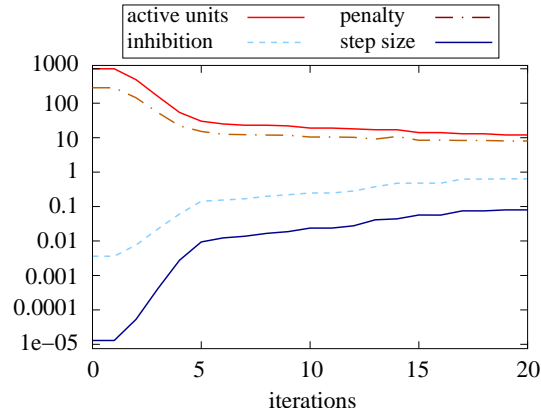 active units penalty
inhibition step size
1000
100
10
1
0.1
0.01
0.001
0.0001
1e−05
0 5 10 15 20
iterations